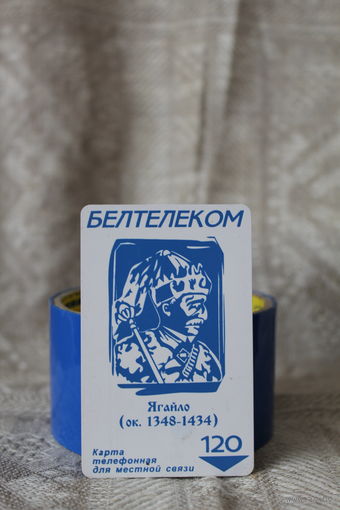 БЕЛТЕЛЕКОМ
Ягайло
(ок. 1348-1434)
Карта
телефонная
для местной связи
120